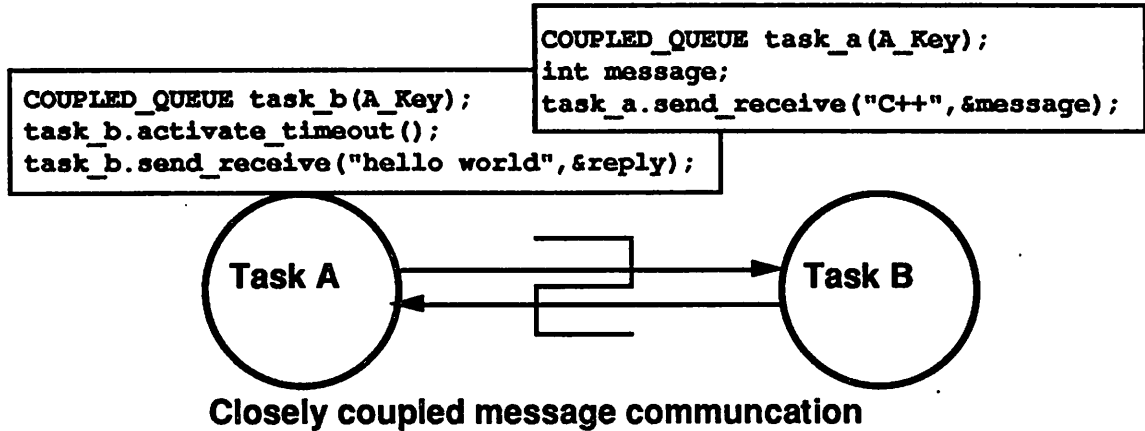 COUPLED_QUEUE task_a(A_Key);
int message;
task_a.send_receive("C++",&message);
COUPLED_QUEUE task_b(A_Key);
task_b.activate_timeout();
task_b.send_receive("hello world",&reply);
Task A
Task B
Closely coupled message communcation